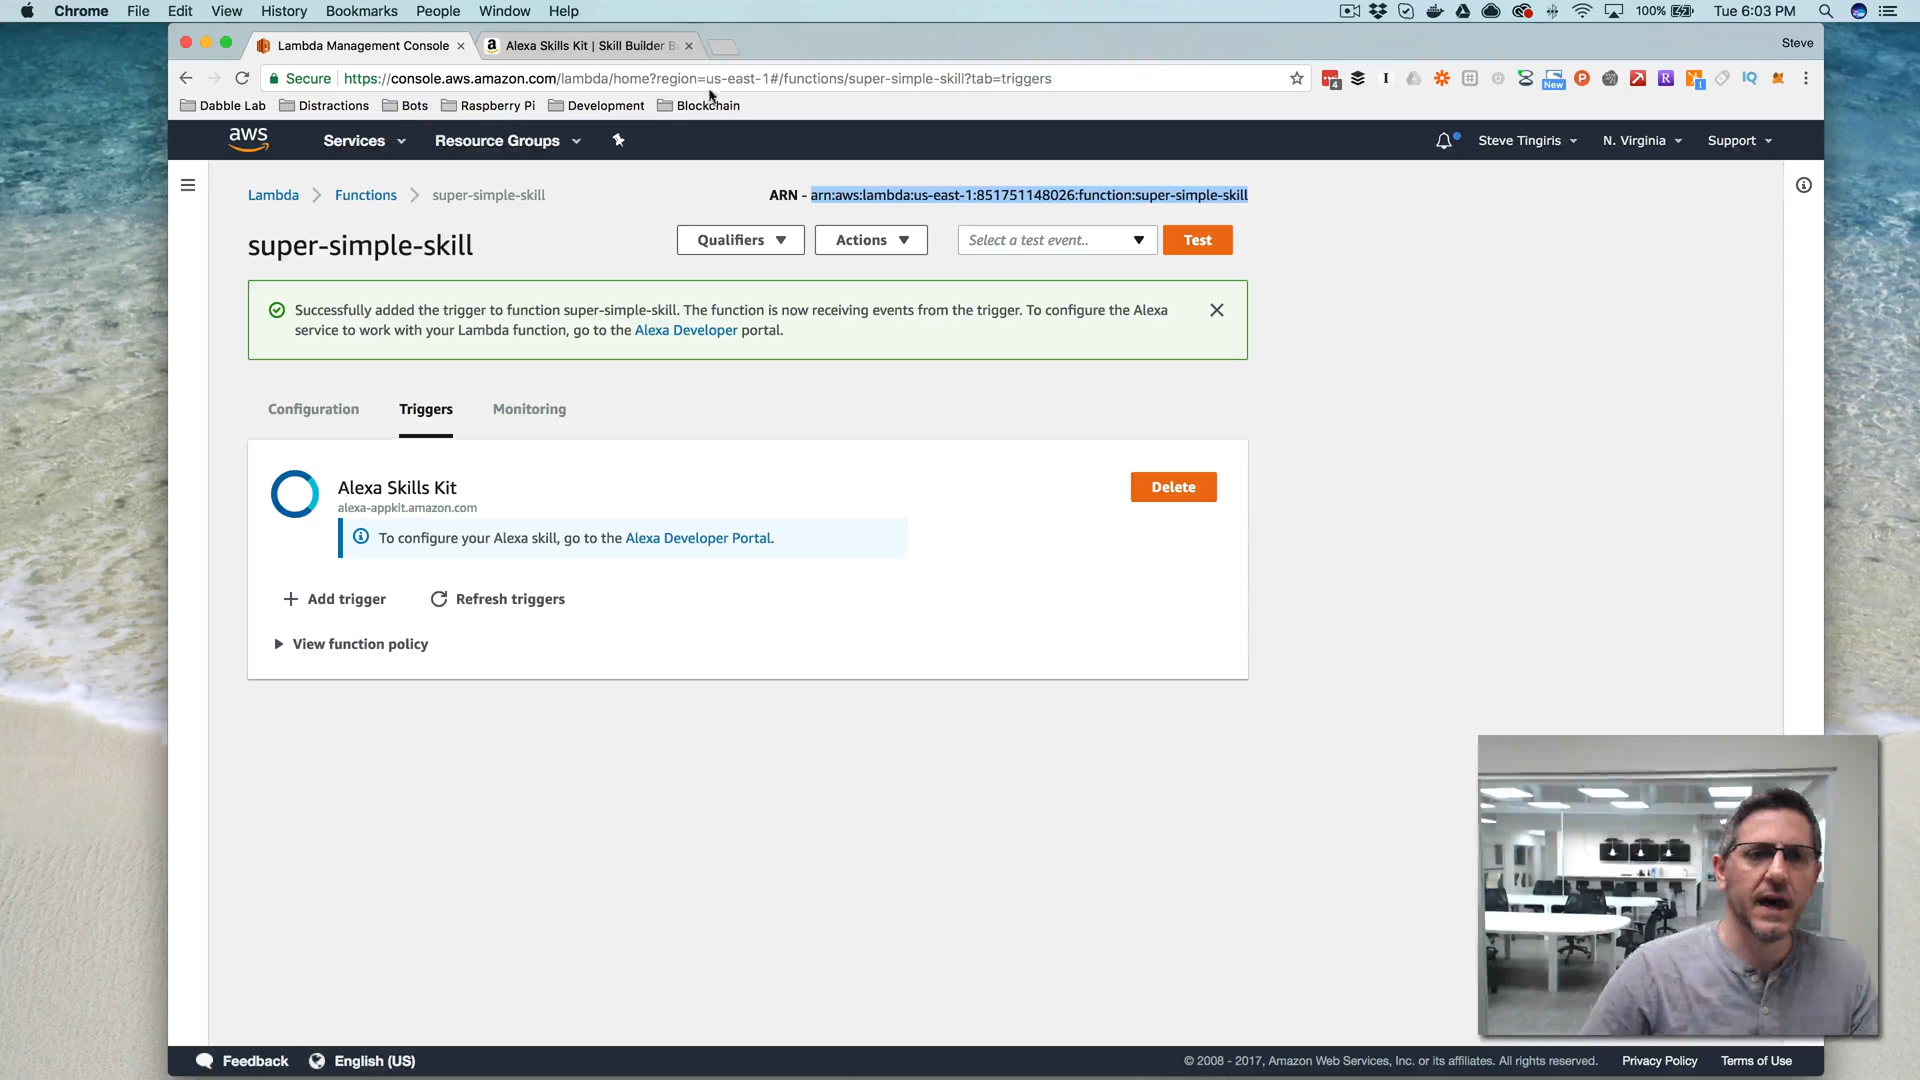 Chrome File Edit View History Bookmarks People Window Help 100% Tue 6:03 PM
Lambda Management Console Alexa Skills Kit | Skill Builder B Steve
Secure https://console.aws.amazon.com/lambda/home?region=us-east-1#/functions/super-simple-skill?tab=triggers
4 New 1 IQ
Dabble Lab Distractions Bots Raspberry Pi Development Blockchain
aws Services Resource Groups Steve Tingiris N. Virginia Support
Lambda Functions super-simple-skill ARN - arn:aws:lambda:us-east-1:851751148026:function:super-simple-skill
super-simple-skill Qualifiers Actions Select a test event.. Test
Successfully added the trigger to function super-simple-skill. The function is now receiving events from the trigger. To configure the Alexa
service to work with your Lambda function, go to the Alexa Developer portal.
Configuration Triggers Monitoring
Alexa Skills Kit Delete
alexa-appkit.amazon.com
To configure your Alexa skill, go to the Alexa Developer Portal.
Add trigger Refresh triggers
View function policy
Feedback English (US) © 2008 - 2017, Amazon Web Services, Inc. or its affiliates. All rights reserved. Privacy Policy Terms of Use